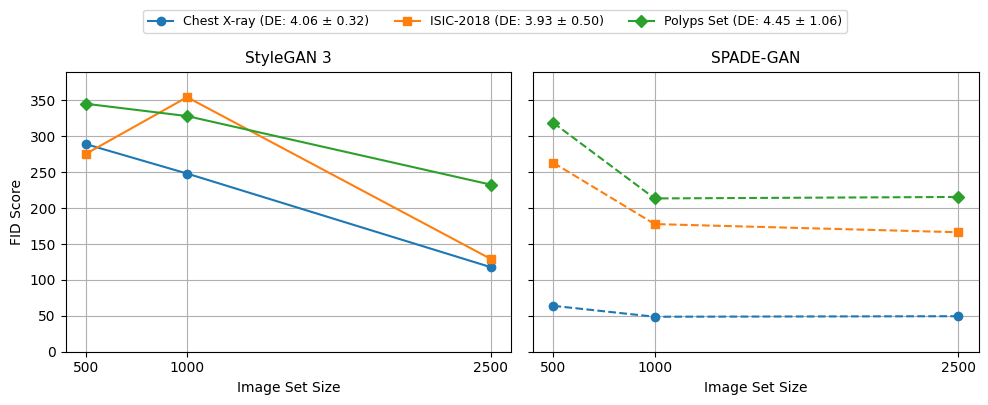 Chest X-ray (DE: 4.06 ± 0.32) ISIC-2018 (DE: 3.93 ± 0.50) Polyps Set (DE: 4.45 ± 1.06)
StyleGAN 3
SPADE-GAN
FID Score
350
300
250
200
150
100
50
0
500 1000 2500
500 1000 2500
Image Set Size
Image Set Size